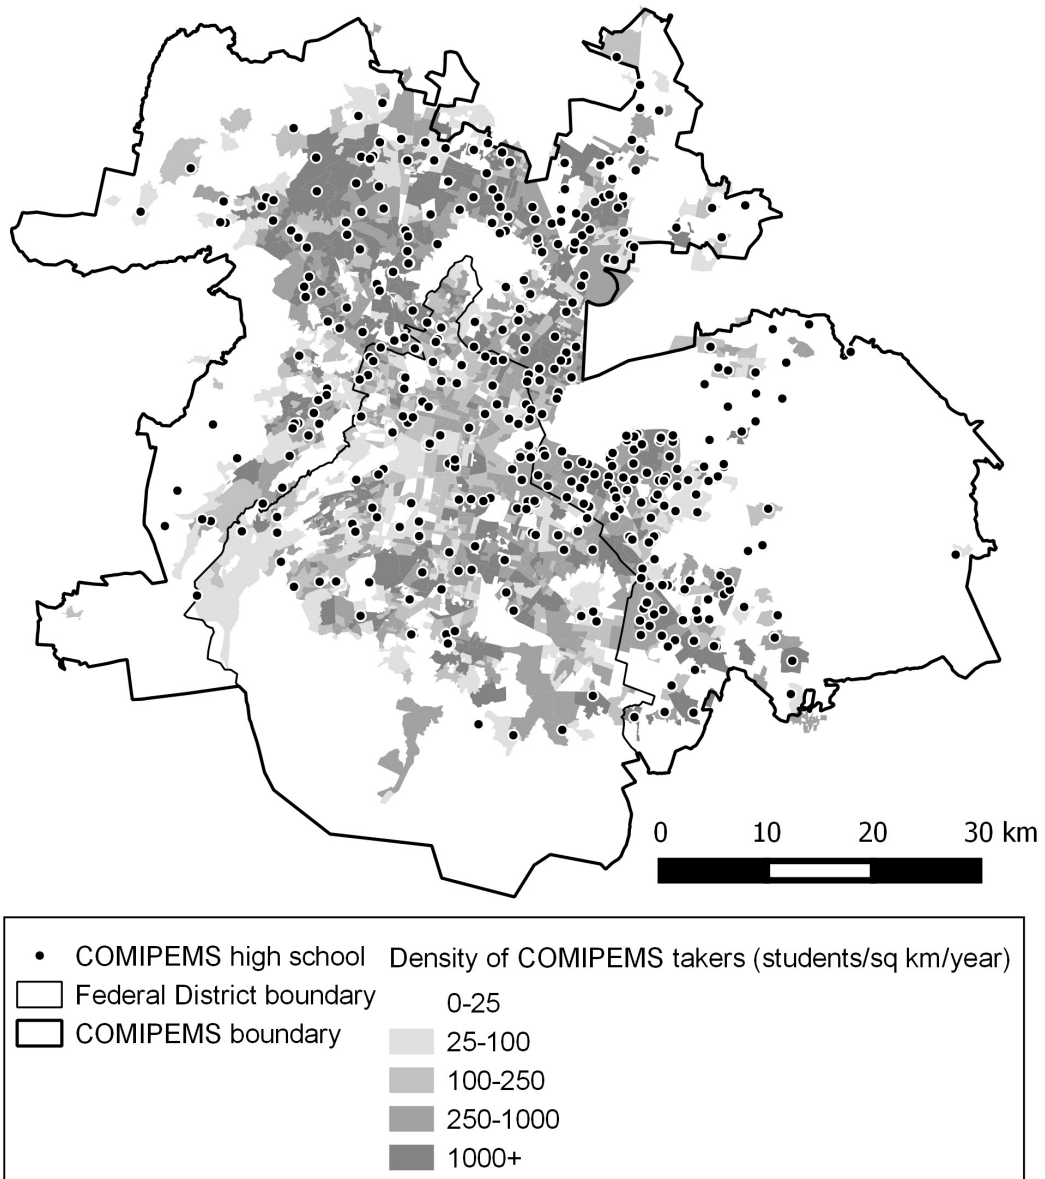 0 10 20 30 km
COMIPEMS high school
Federal District boundary
COMIPEMS boundary
Density of COMIPEMS takers (students/sq km/year)
0-25
25-100
100-250
250-1000
1000+